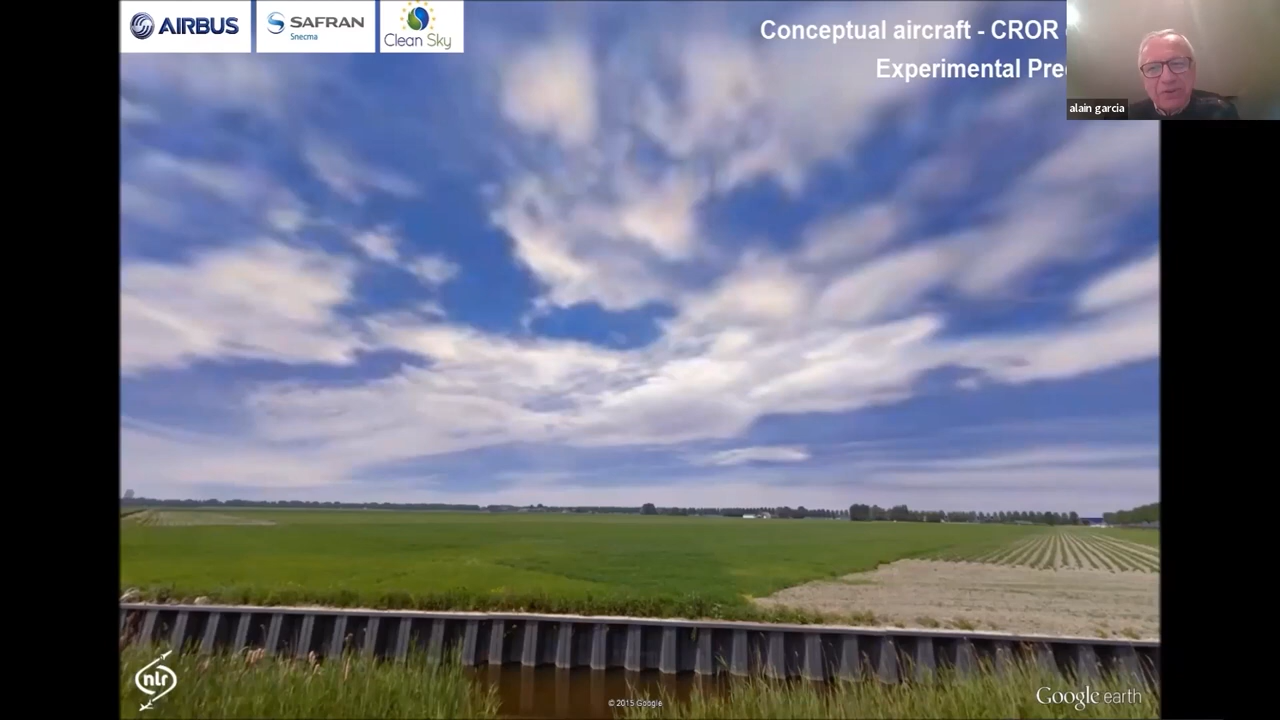 AIRBUS
SAFRAN
Snecma
Clean Sky
Conceptual aircraft - CROR
Experimental
alain garcia
nlr
© 2015 Google
Google earth